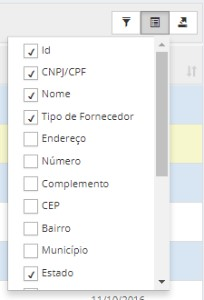 Id
CNPJ/CPF
Nome
Tipo de Fornecedor
Endereço
Número
Complemento
CEP
Bairro
Município
Estado
11/10/2016